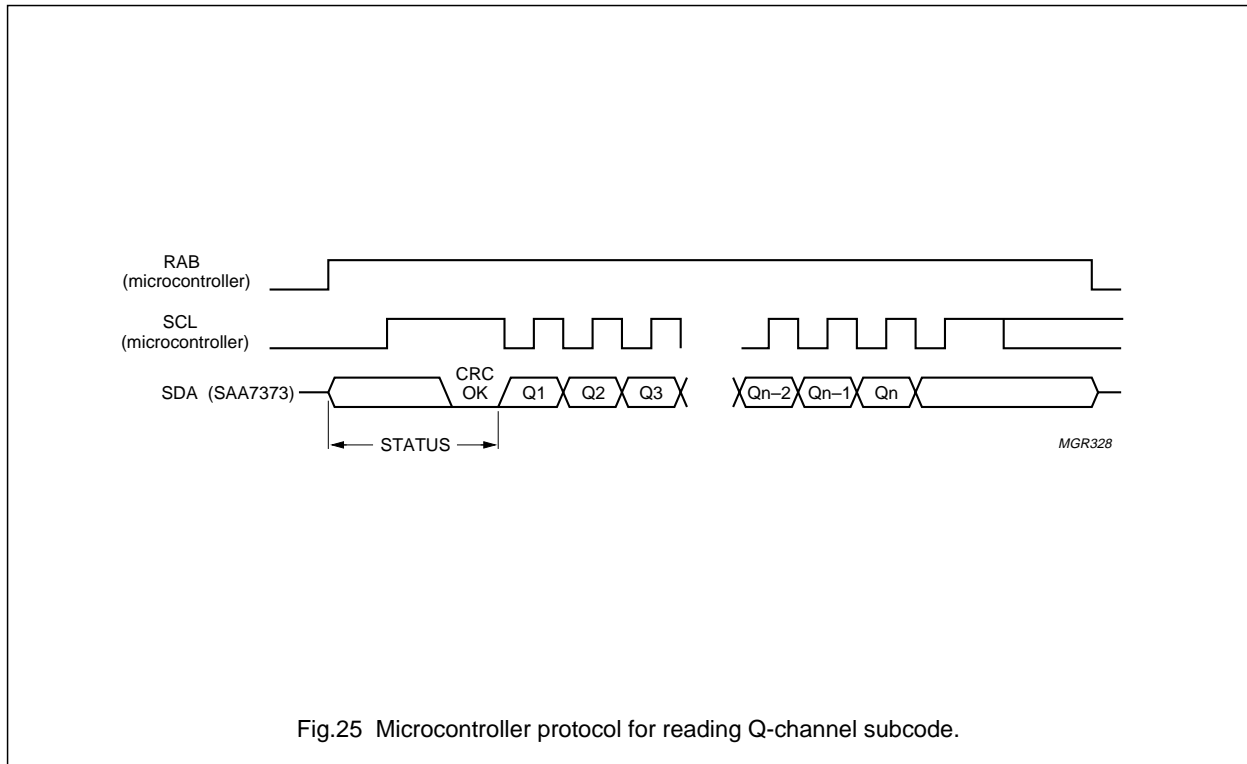 RAB
(microcontroller)
SCL
(microcontroller)
CRC
OK
SDA (SAA7373)
Q1
Q2
Q3
Qn–2
Qn–1
Qn
STATUS
MGR328
Fig.25 Microcontroller protocol for reading Q-channel subcode.